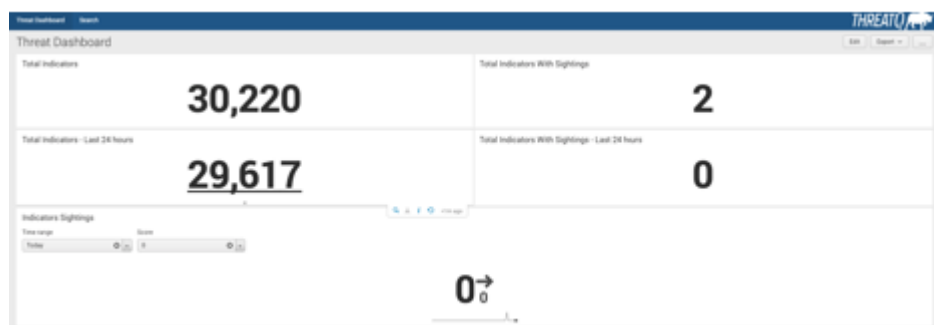 Threat Dashboard Search THREATQ
Threat Dashboard Edit Export ...
Total Indicators
30,220
Total Indicators With Sightings
2
Total Indicators - Last 24 hours
29,617
Total Indicators With Sightings - Last 24 hours
0
Indicators Sightings
Time range Score
Today 0
0
0